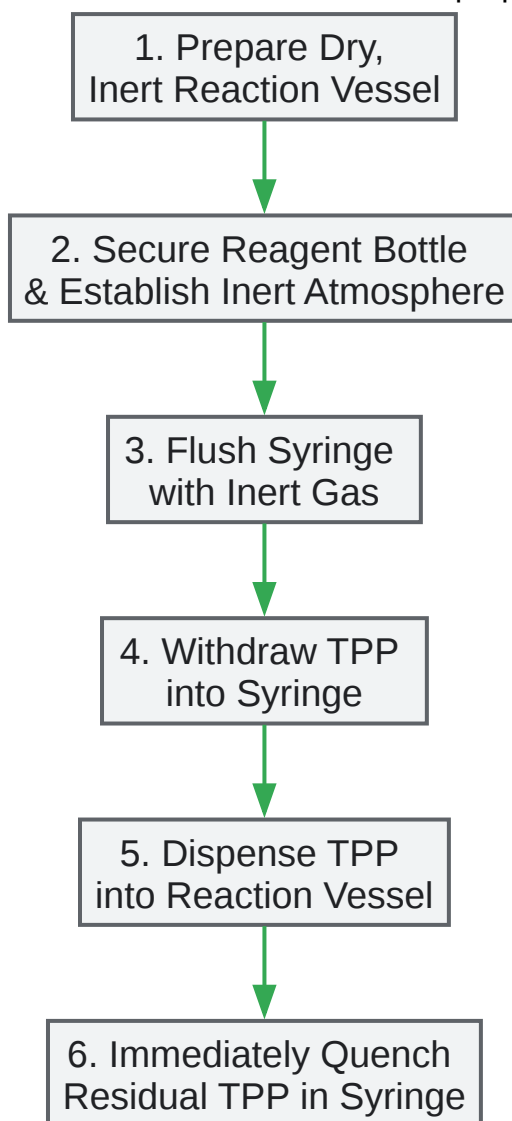 1. Prepare Dry,
Inert Reaction Vessel
2. Secure Reagent Bottle
& Establish Inert Atmosphere
3. Flush Syringe
with Inert Gas
4. Withdraw TPP
into Syringe
5. Dispense TPP
into Reaction Vessel
6. Immediately Quench
Residual TPP in Syringe